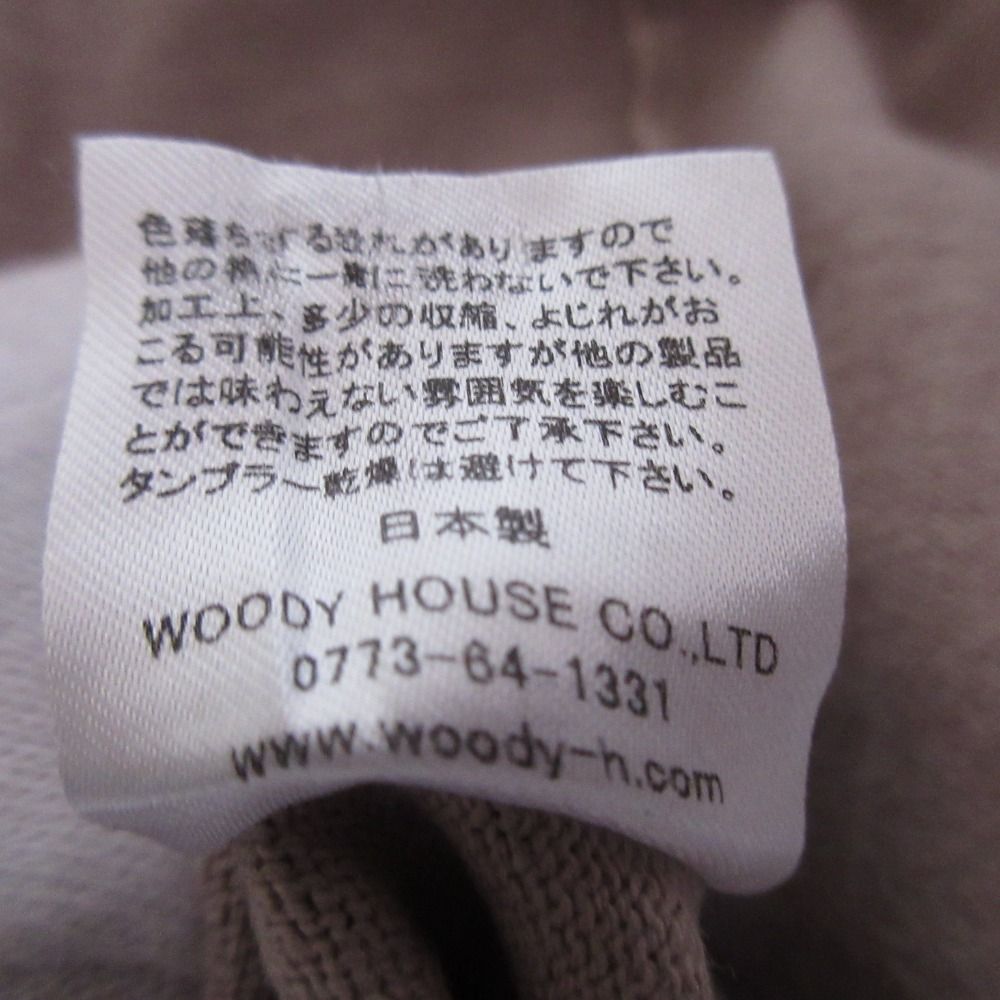 色落ちする恐れがありますので
他の物と一緒に洗わないで下さい。
加工上、多少の収縮、よじれがお
こる可能性がありますが他の製品
では味わえない雰囲気を楽しむこ
とができますのでご了承下さい。
タンブラー乾燥は避けて下さい。
日本製
WOODY HOUSE CO.,LTD
0773-64-1331
www.woody-h.com